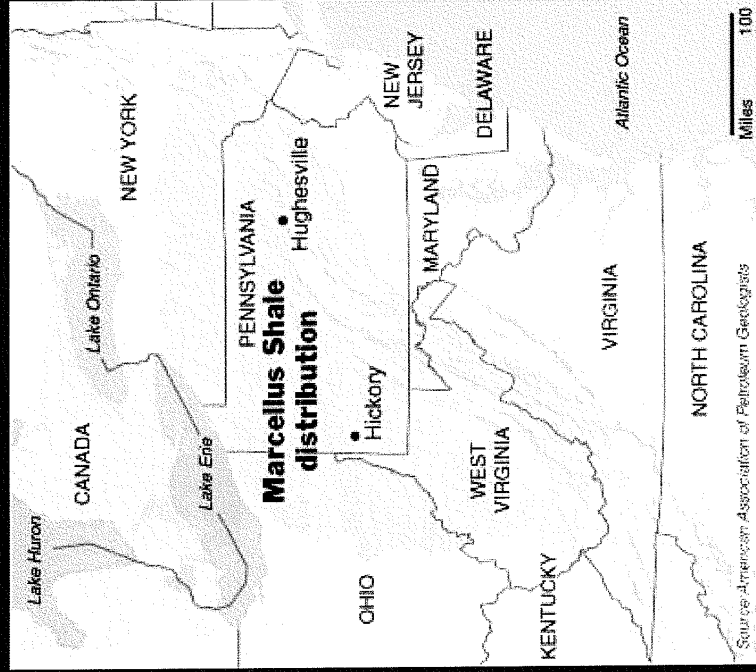 Lake Huron
CANADA
Lake Ontario
NEW YORK
Lake Erie
PENNSYLVANIA
Marcellus Shale
distribution
Hughesville
Hickory
NEW
JERSEY
OHIO
MARYLAND
DELAWARE
WEST
VIRGINIA
Atlantic Ocean
KENTUCKY
VIRGINIA
NORTH CAROLINA
Miles 100
Source: American Association of Petroleum Geologists